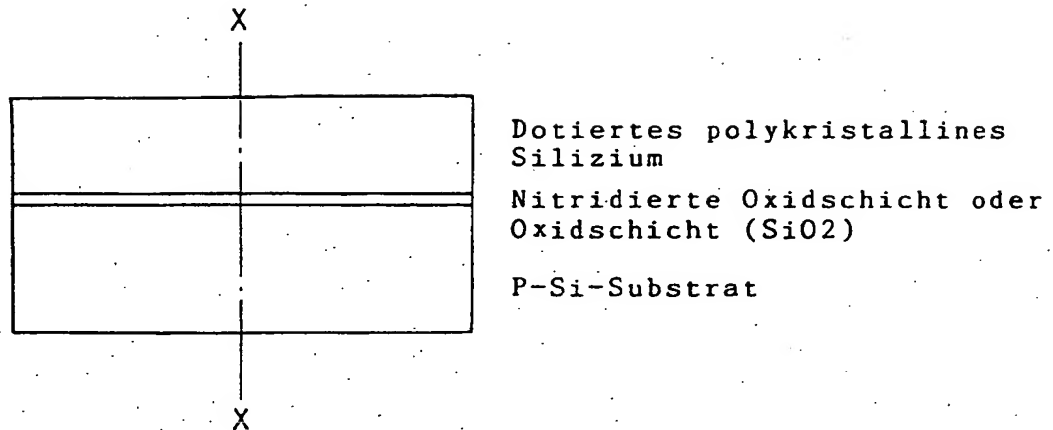 X
Dotiertes polykristallines
Silizium
Nitridierte Oxidschicht oder
Oxidschicht (SiO2)
P-Si-Substrat
X